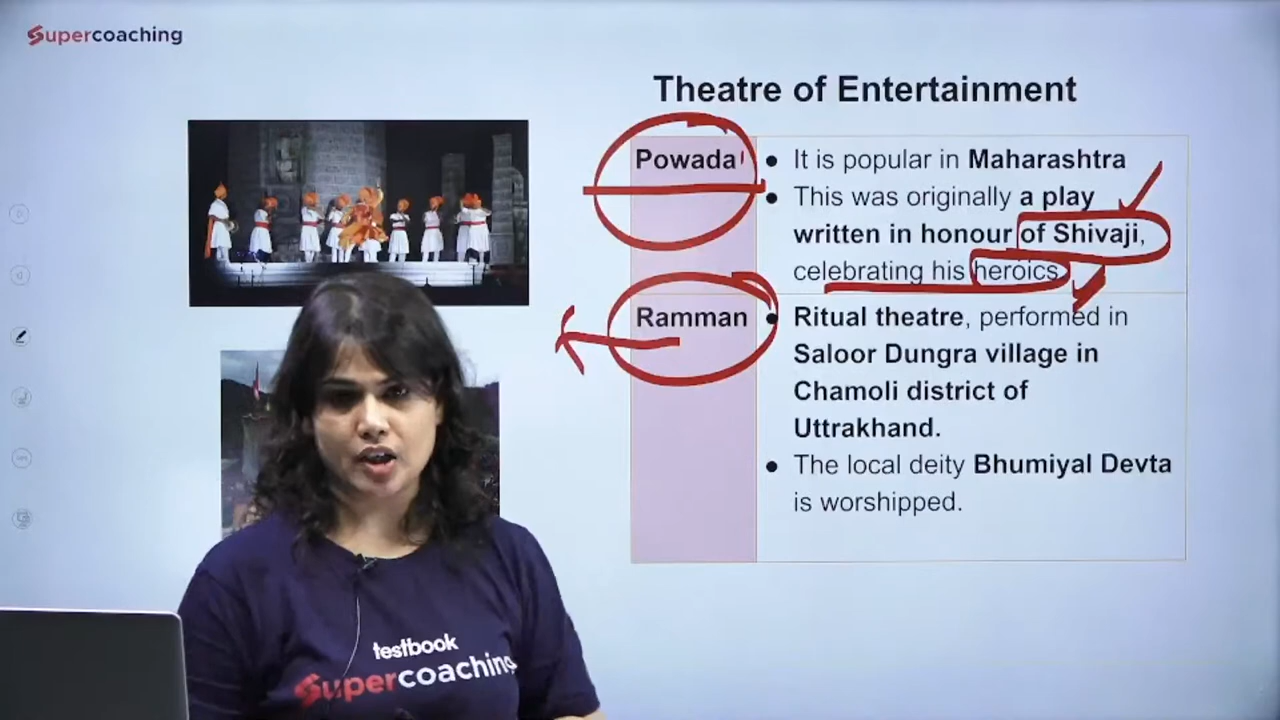 Supercoaching
Theatre of Entertainment
Powada
● It is popular in Maharashtra
● This was originally a play
written in honour of Shivaji,
celebrating his heroics
Ramman
● Ritual theatre, performed in
Saloor Dungra village in
Chamoli district of
Uttrakhand.
● The local deity Bhumiyal Devta
is worshipped.
testbook
Supercoaching